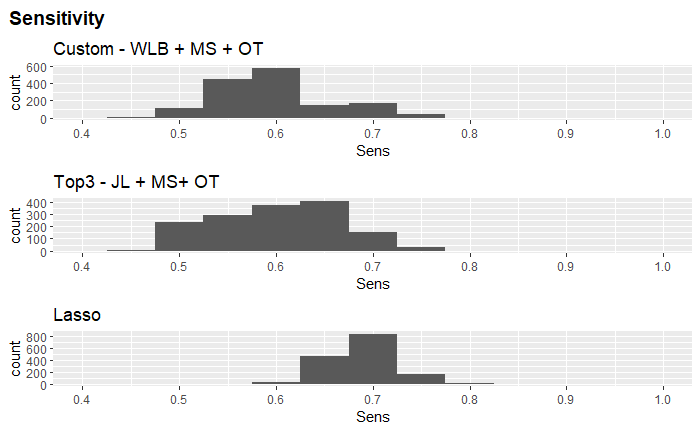 Sensitivity
Custom - WLB + MS + OT
600
400
200
0
count
0.4 0.5 0.6 0.7 0.8 0.9 1.0
Sens
Top3 - JL + MS+ OT
400
300
200
100
0
count
0.4 0.5 0.6 0.7 0.8 0.9 1.0
Sens
Lasso
800
600
400
200
0
count
0.4 0.5 0.6 0.7 0.8 0.9 1.0
Sens